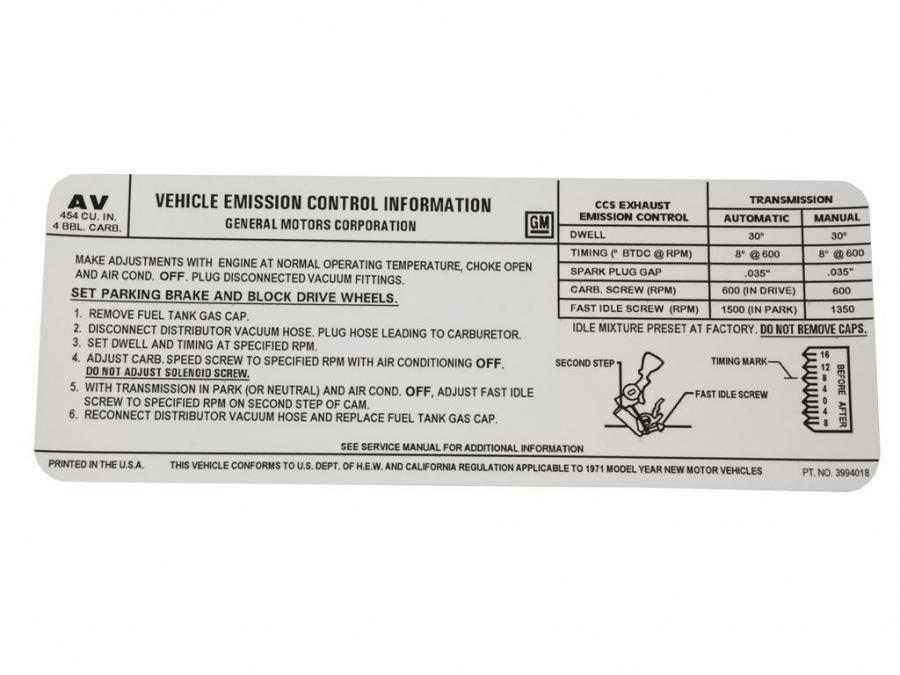 AV
454 CU. IN.
4 BBL. CARB.
VEHICLE EMISSION CONTROL INFORMATION
GENERAL MOTORS CORPORATION
GM
MAKE ADJUSTMENTS WITH ENGINE AT NORMAL OPERATING TEMPERATURE, CHOKE OPEN
AND AIR COND. OFF. PLUG DISCONNECTED VACUUM FITTINGS.
SET PARKING BRAKE AND BLOCK DRIVE WHEELS.
1. REMOVE FUEL TANK GAS CAP.
2. DISCONNECT DISTRIBUTOR VACUUM HOSE. PLUG HOSE LEADING TO CARBURETOR.
3. SET DWELL AND TIMING AT SPECIFIED RPM.
4. ADJUST CARB. SPEED SCREW TO SPECIFIED RPM WITH AIR CONDITIONING OFF.
DO NOT ADJUST SOLENOID SCREW.
5. WITH TRANSMISSION IN PARK (OR NEUTRAL) AND AIR COND. OFF, ADJUST FAST IDLE
SCREW TO SPECIFIED RPM ON SECOND STEP OF CAM.
6. RECONNECT DISTRIBUTOR VACUUM HOSE AND REPLACE FUEL TANK GAS CAP.
CCS EXHAUST
EMISSION CONTROL
TRANSMISSION
AUTOMATIC MANUAL
DWELL 30° 30°
TIMING (° BTDC @ RPM) 8° @ 600 8° @ 600
SPARK PLUG GAP .035" .035"
CARB. SCREW (RPM) 600 (IN DRIVE) 600
FAST IDLE SCREW (RPM) 1500 (IN PARK) 1350
IDLE MIXTURE PRESET AT FACTORY. DO NOT REMOVE CAPS.
SECOND STEP
FAST IDLE SCREW
TIMING MARK
16
12
8
4
0
4
8
BEFORE AFTER
SEE SERVICE MANUAL FOR ADDITIONAL INFORMATION
PRINTED IN THE U.S.A. THIS VEHICLE CONFORMS TO U.S. DEPT. OF H.E.W. AND CALIFORNIA REGULATION APPLICABLE TO 1971 MODEL YEAR NEW MOTOR VEHICLES PT. NO. 3994018